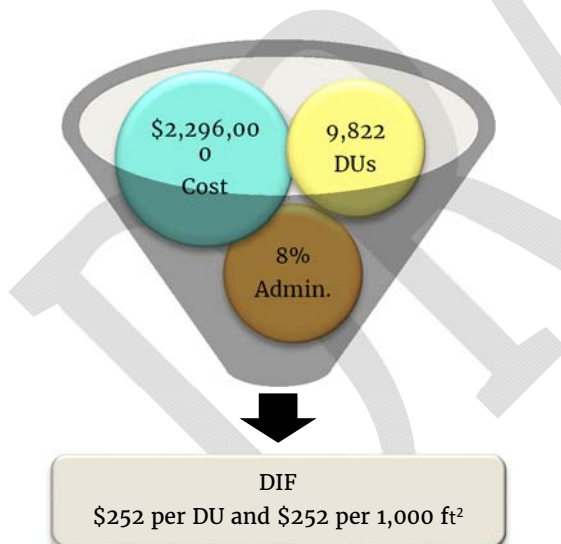 $2,296,00
0
Cost
9,822
DUs
8%
Admin.
DIF
$252 per DU and $252 per 1,000 ft²